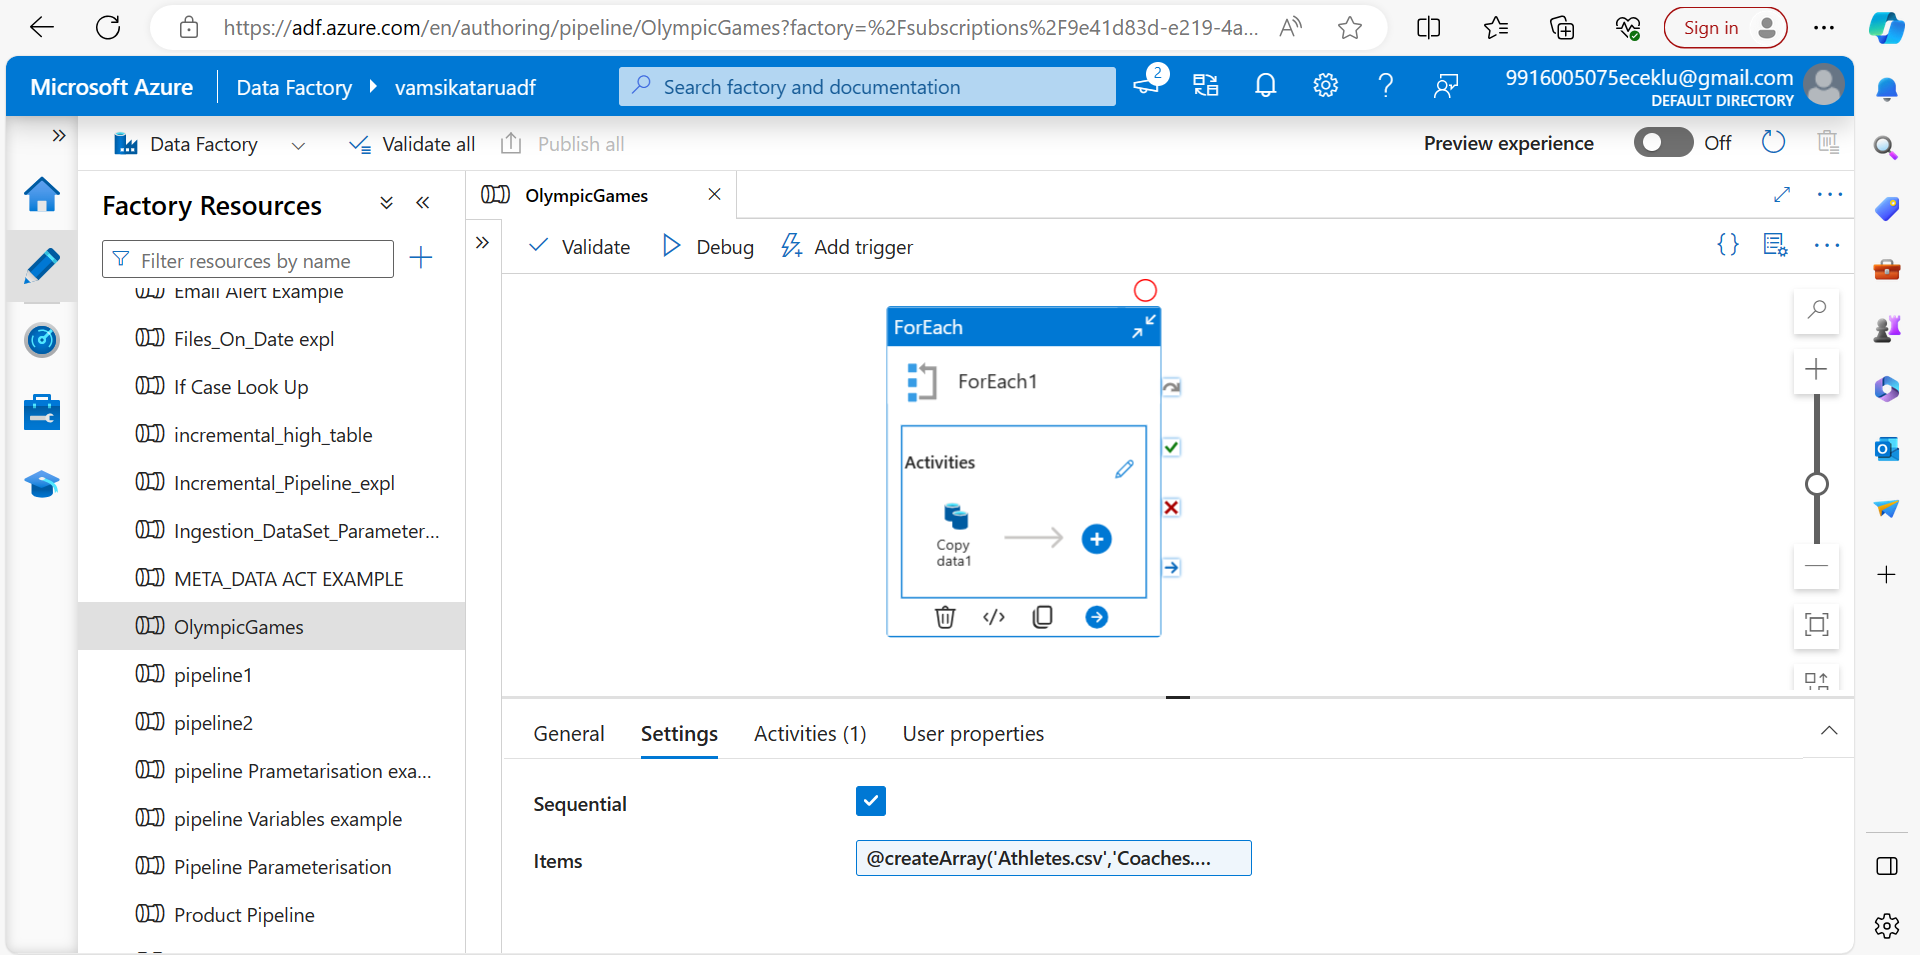 https://adf.azure.com/en/authoring/pipeline/OlympicGames?factory=%2Fsubscriptions%2F9e41d83d-e219-4a...
Sign in
Microsoft Azure
Data Factory
vamsikataruadf
Search factory and documentation
2
9916005075eceklu@gmail.com
DEFAULT DIRECTORY
Data Factory
Validate all
Publish all
Preview experience
Off
Factory Resources
Filter resources by name
Email Alert Example
Files_On_Date expl
If Case Look Up
incremental_high_table
Incremental_Pipeline_expl
Ingestion_DataSet_Parameter...
META_DATA ACT EXAMPLE
OlympicGames
pipeline1
pipeline2
pipeline Prametarisation exa...
pipeline Variables example
Pipeline Parameterisation
Product Pipeline
OlympicGames
Validate
Debug
Add trigger
ForEach
ForEach1
Activities
Copy
data1
General
Settings
Activities (1)
User properties
Sequential
Items
@createArray('Athletes.csv','Coaches....